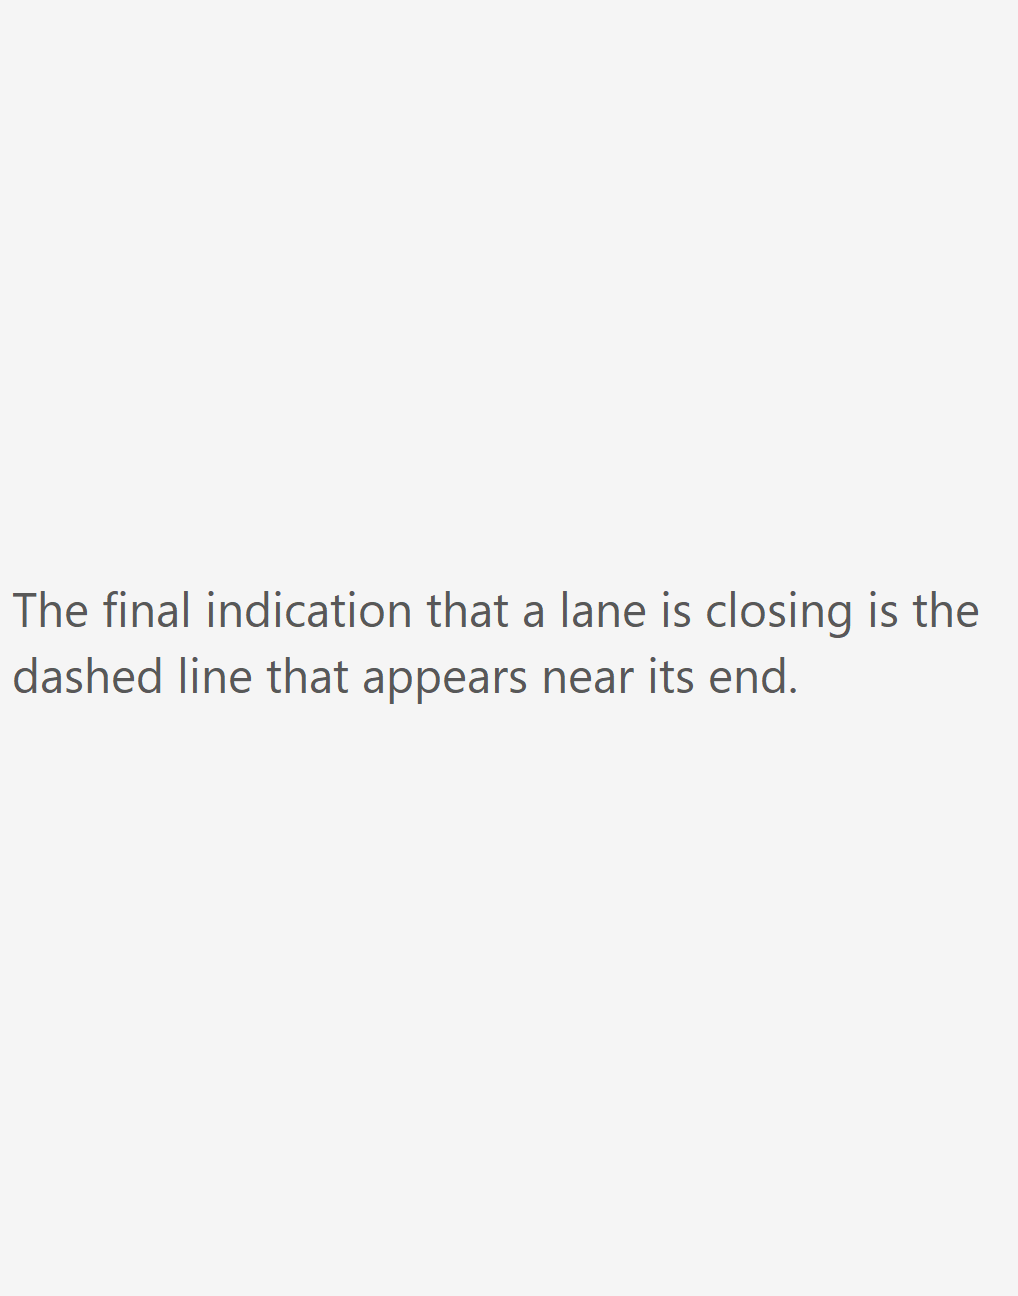 The final indication that a lane is closing is the
dashed line that appears near its end.